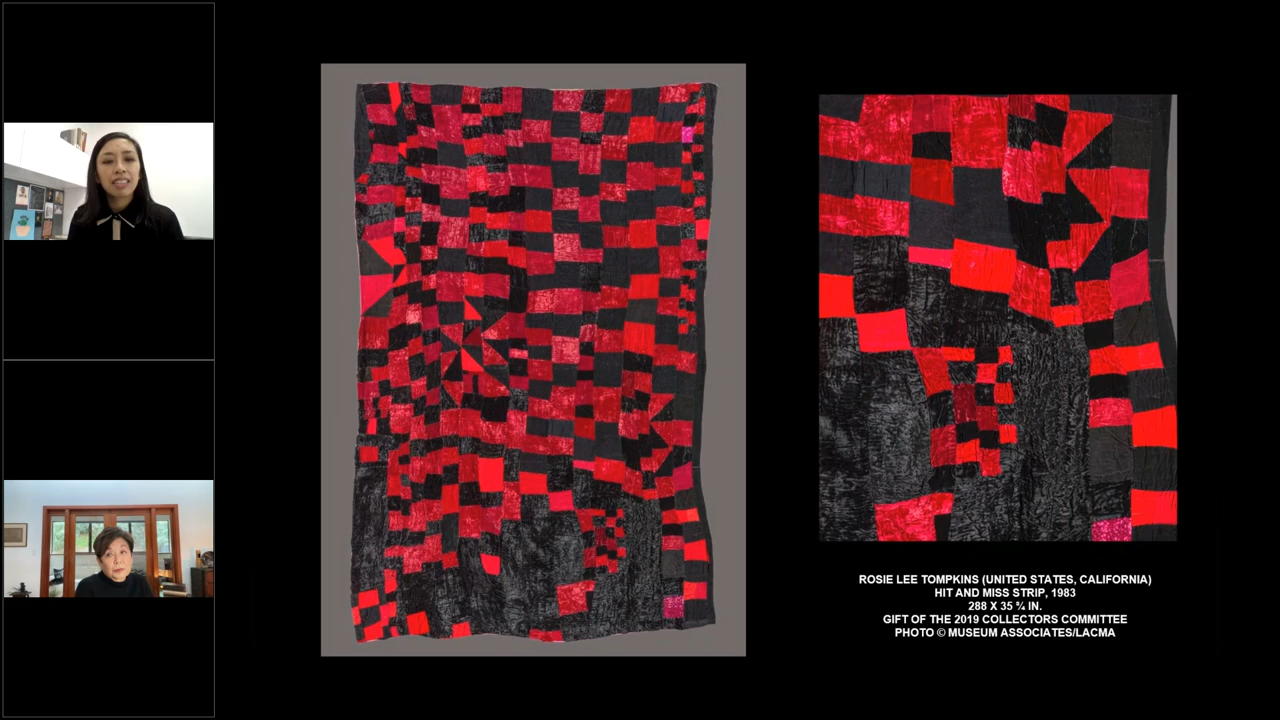 ROSIE LEE TOMPKINS (UNITED STATES, CALIFORNIA)
HIT AND MISS STRIP, 1983
288 X 35 ¾ IN.
GIFT OF THE 2019 COLLECTORS COMMITTEE
PHOTO © MUSEUM ASSOCIATES/LACMA